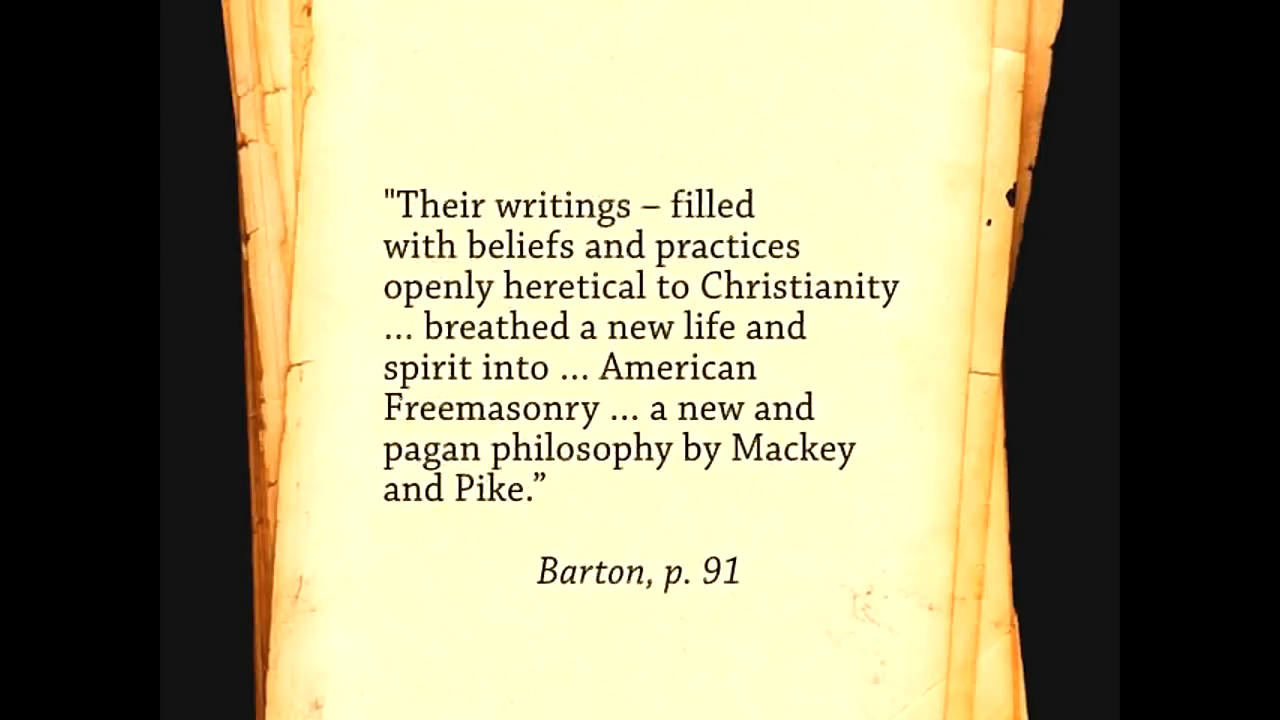 "Their writings – filled
with beliefs and practices
openly heretical to Christianity
... breathed a new life and
spirit into ... American
Freemasonry ... a new and
pagan philosophy by Mackey
and Pike.”
Barton, p. 91